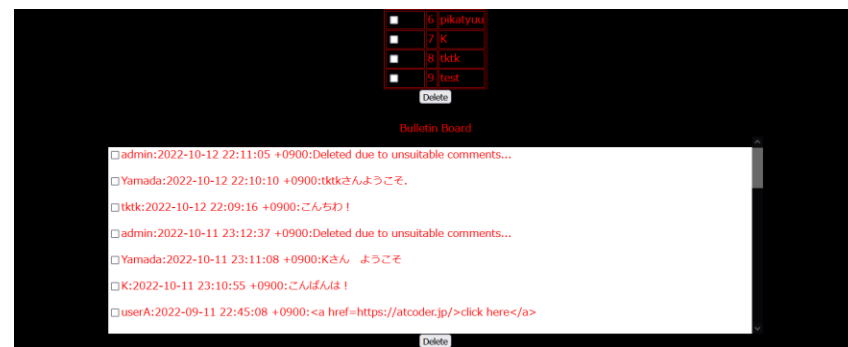 6 pikatyuu
7 K
8 tktk
9 test
Delete
Bulletin Board
admin:2022-10-12 22:11:05 +0900:Deleted due to unsuitable comments...
Yamada:2022-10-12 22:10:10 +0900:tktkさんようこそ.
tktk:2022-10-12 22:09:16 +0900:こんちわ！
admin:2022-10-11 23:12:37 +0900:Deleted due to unsuitable comments...
Yamada:2022-10-11 23:11:08 +0900:Kさん　ようこそ
K:2022-10-11 23:10:55 +0900:こんばんは！
userA:2022-09-11 22:45:08 +0900:<a href=https://atcoder.jp/>click here</a>
Delete